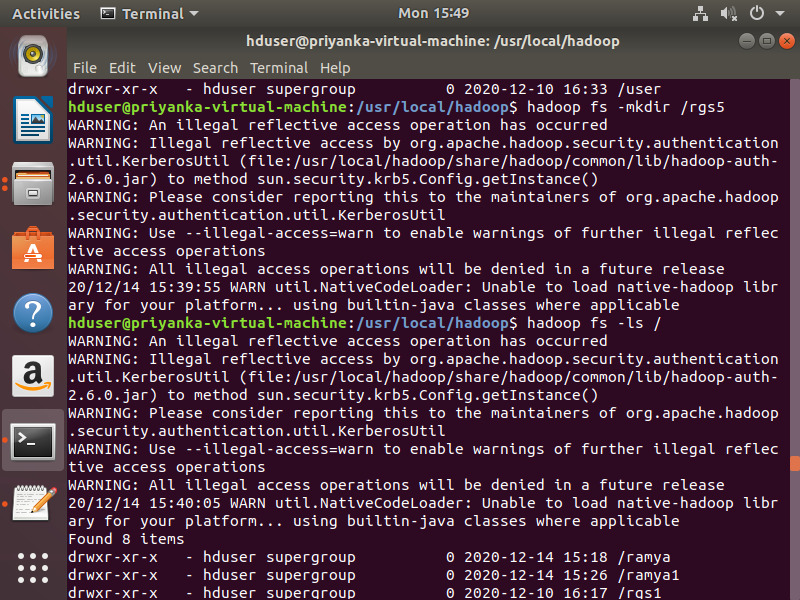 Activities Terminal Mon 15:49
hduser@priyanka-virtual-machine: /usr/local/hadoop
File Edit View Search Terminal Help
drwxr-xr-x   - hduser supergroup          0 2020-12-10 16:33 /user
hduser@priyanka-virtual-machine:/usr/local/hadoop$ hadoop fs -mkdir /rgs5
WARNING: An illegal reflective access operation has occurred
WARNING: Illegal reflective access by org.apache.hadoop.security.authentication
.util.KerberosUtil (file:/usr/local/hadoop/share/hadoop/common/lib/hadoop-auth-
2.6.0.jar) to method sun.security.krb5.Config.getInstance()
WARNING: Please consider reporting this to the maintainers of org.apache.hadoop
.security.authentication.util.KerberosUtil
WARNING: Use --illegal-access=warn to enable warnings of further illegal reflec
tive access operations
WARNING: All illegal access operations will be denied in a future release
20/12/14 15:39:55 WARN util.NativeCodeLoader: Unable to load native-hadoop libr
ary for your platform... using builtin-java classes where applicable
hduser@priyanka-virtual-machine:/usr/local/hadoop$ hadoop fs -ls /
WARNING: An illegal reflective access operation has occurred
WARNING: Illegal reflective access by org.apache.hadoop.security.authentication
.util.KerberosUtil (file:/usr/local/hadoop/share/hadoop/common/lib/hadoop-auth-
2.6.0.jar) to method sun.security.krb5.Config.getInstance()
WARNING: Please consider reporting this to the maintainers of org.apache.hadoop
.security.authentication.util.KerberosUtil
WARNING: Use --illegal-access=warn to enable warnings of further illegal reflec
tive access operations
WARNING: All illegal access operations will be denied in a future release
20/12/14 15:40:05 WARN util.NativeCodeLoader: Unable to load native-hadoop libr
ary for your platform... using builtin-java classes where applicable
Found 8 items
drwxr-xr-x   - hduser supergroup          0 2020-12-14 15:18 /ramya
drwxr-xr-x   - hduser supergroup          0 2020-12-14 15:26 /ramya1
drwxr-xr-x   - hduser supergroup          0 2020-12-10 16:17 /rgs1